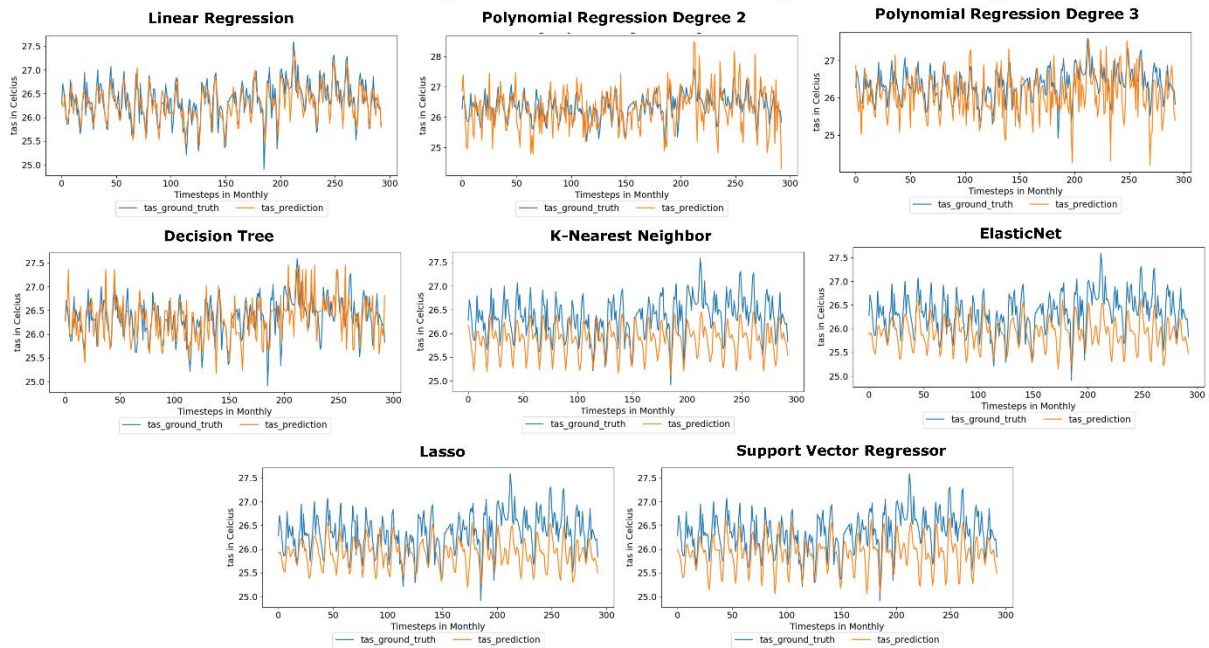 Linear Regression
27.5
27.0
26.5
26.0
25.5
25.0
tas in Celcius
0 50 100 150 200 250 300
Timesteps in Monthly
tas_ground_truth tas_prediction
Polynomial Regression Degree 2
28
27
26
25
tas in Celcius
0 50 100 150 200 250 300
Timesteps in Monthly
tas_ground_truth tas_prediction
Polynomial Regression Degree 3
27
26
25
tas in Celcius
0 50 100 150 200 250 300
Timesteps in Monthly
tas_ground_truth tas_prediction
Decision Tree
27.5
27.0
26.5
26.0
25.5
25.0
tas in Celcius
0 50 100 150 200 250 300
Timesteps in Monthly
tas_ground_truth tas_prediction
K-Nearest Neighbor
27.5
27.0
26.5
26.0
25.5
25.0
tas in Celcius
0 50 100 150 200 250 300
Timesteps in Monthly
tas_ground_truth tas_prediction
ElasticNet
27.5
27.0
26.5
26.0
25.5
25.0
tas in Celcius
0 50 100 150 200 250 300
Timesteps in Monthly
tas_ground_truth tas_prediction
Lasso
27.5
27.0
26.5
26.0
25.5
25.0
tas in Celcius
0 50 100 150 200 250 300
Timesteps in Monthly
tas_ground_truth tas_prediction
Support Vector Regressor
27.5
27.0
26.5
26.0
25.5
25.0
tas in Celcius
0 50 100 150 200 250 300
Timesteps in Monthly
tas_ground_truth tas_prediction